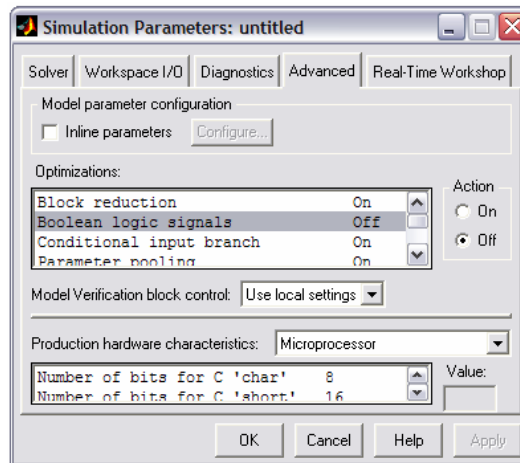 Simulation Parameters: untitled
Solver Workspace I/O Diagnostics Advanced Real-Time Workshop
Model parameter configuration
Inline parameters Configure...
Optimizations:
Block reduction On
Boolean logic signals Off
Conditional input branch On
Parameter pooling On
Action
On
Off
Model Verification block control: Use local settings
Production hardware characteristics: Microprocessor
Number of bits for C 'char' 8
Number of bits for C 'short' 16
Value:
OK Cancel Help Apply